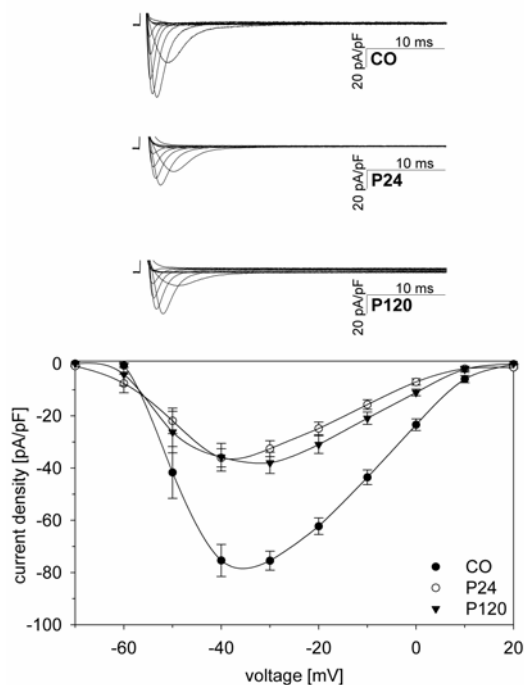 10 ms
20 pA/pF
CO
10 ms
20 pA/pF
P24
10 ms
20 pA/pF
P120
0
-20
-40
-60
-80
-100
current density [pA/pF]
CO
P24
P120
-60 -40 -20 0 20
voltage [mV]